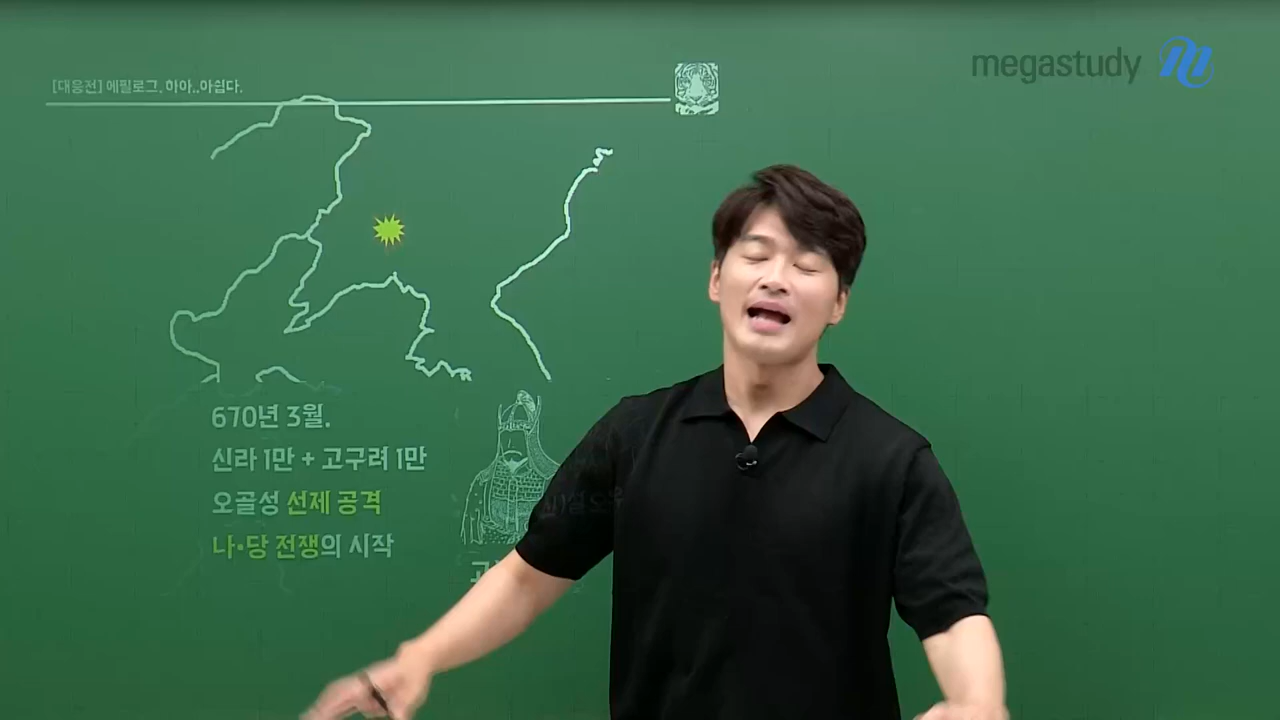 megastudy
[대응전] 에필로그. 하아..아쉽다.
670년 3월.
신라 1만 + 고구려 1만
오골성 선제 공격
나·당 전쟁의 시작